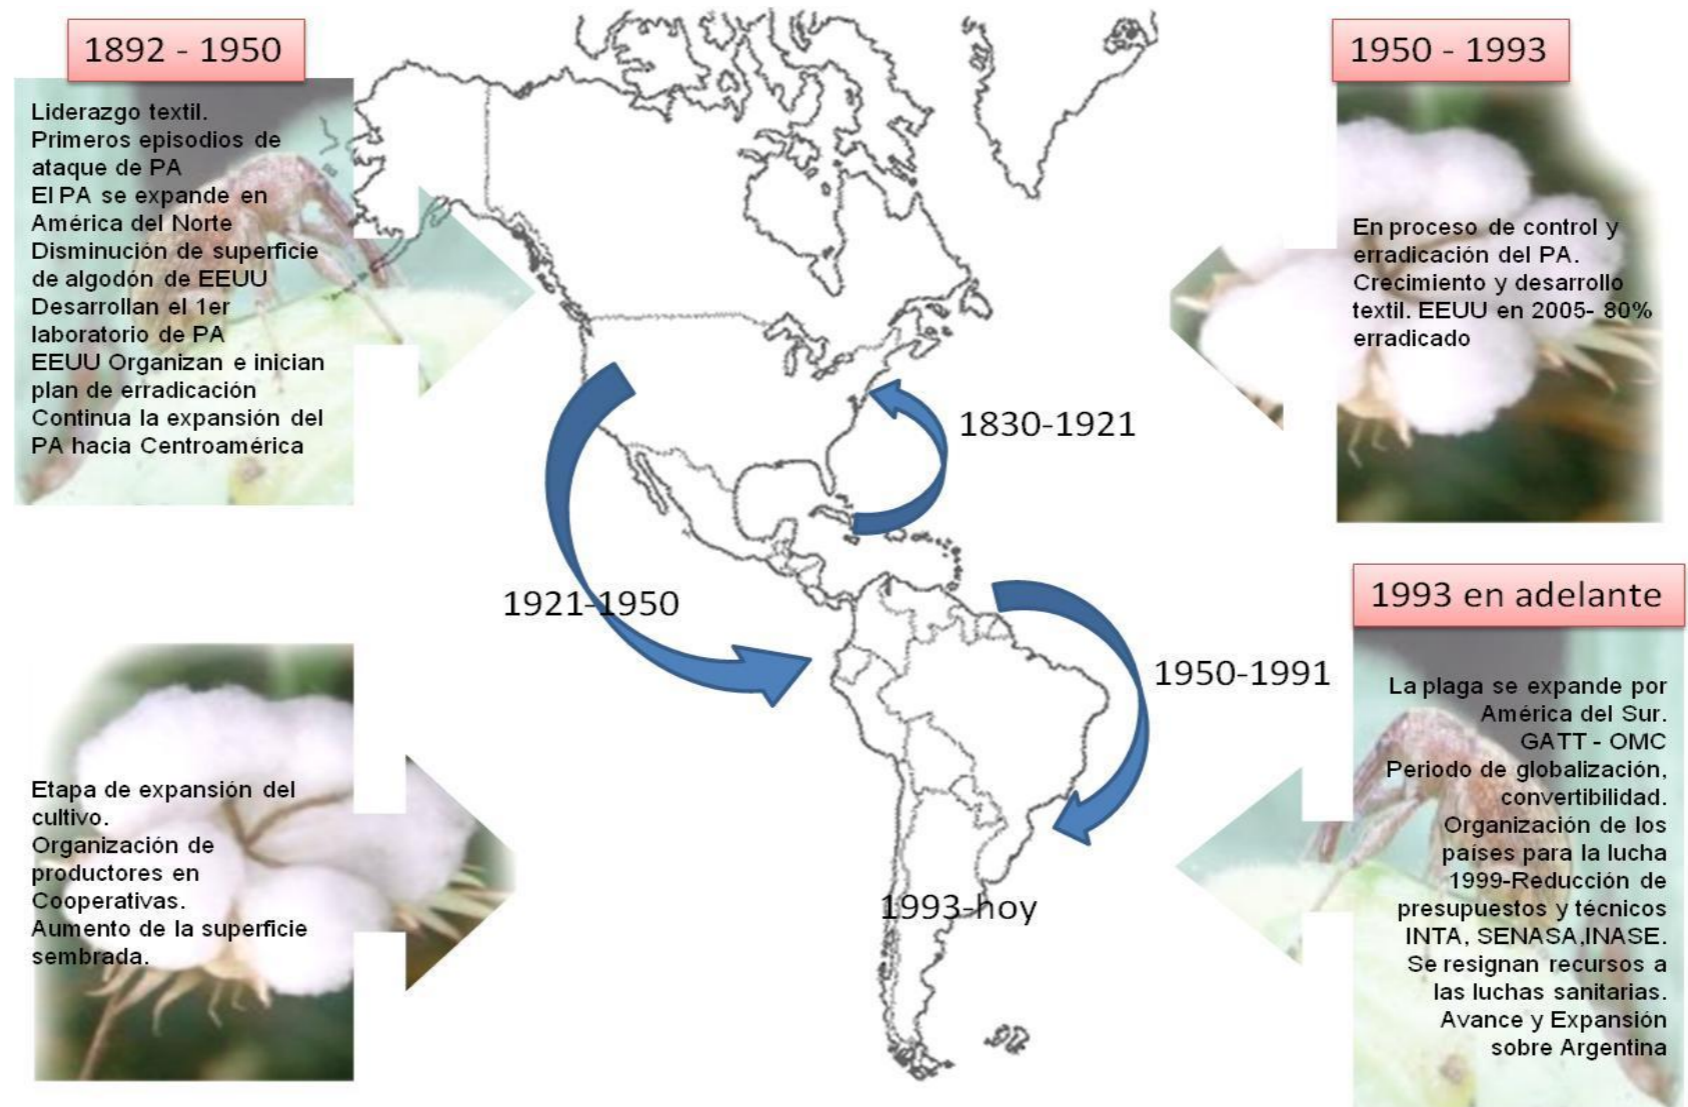 1892 - 1950
Liderazgo textil.
Primeros episodios de
ataque de PA
El PA se expande en
América del Norte
Disminución de superficie
de algodón de EEUU
Desarrollan el 1er
laboratorio de PA
EEUU Organizan e inician
plan de erradicación
Continua la expansión del
PA hacia Centroamérica
1950 - 1993
En proceso de control y
erradicación del PA.
Crecimiento y desarrollo
textil. EEUU en 2005- 80%
erradicado
1830-1921
1921-1950
1950-1991
1993-hoy
Etapa de expansión del
cultivo.
Organización de
productores en
Cooperativas.
Aumento de la superficie
sembrada.
1993 en adelante
La plaga se expande por
América del Sur.
GATT - OMC
Periodo de globalización,
convertibilidad.
Organización de los
países para la lucha
1999-Reducción de
presupuestos y técnicos
INTA, SENASA,INASE.
Se resignan recursos a
las luchas sanitarias.
Avance y Expansión
sobre Argentina